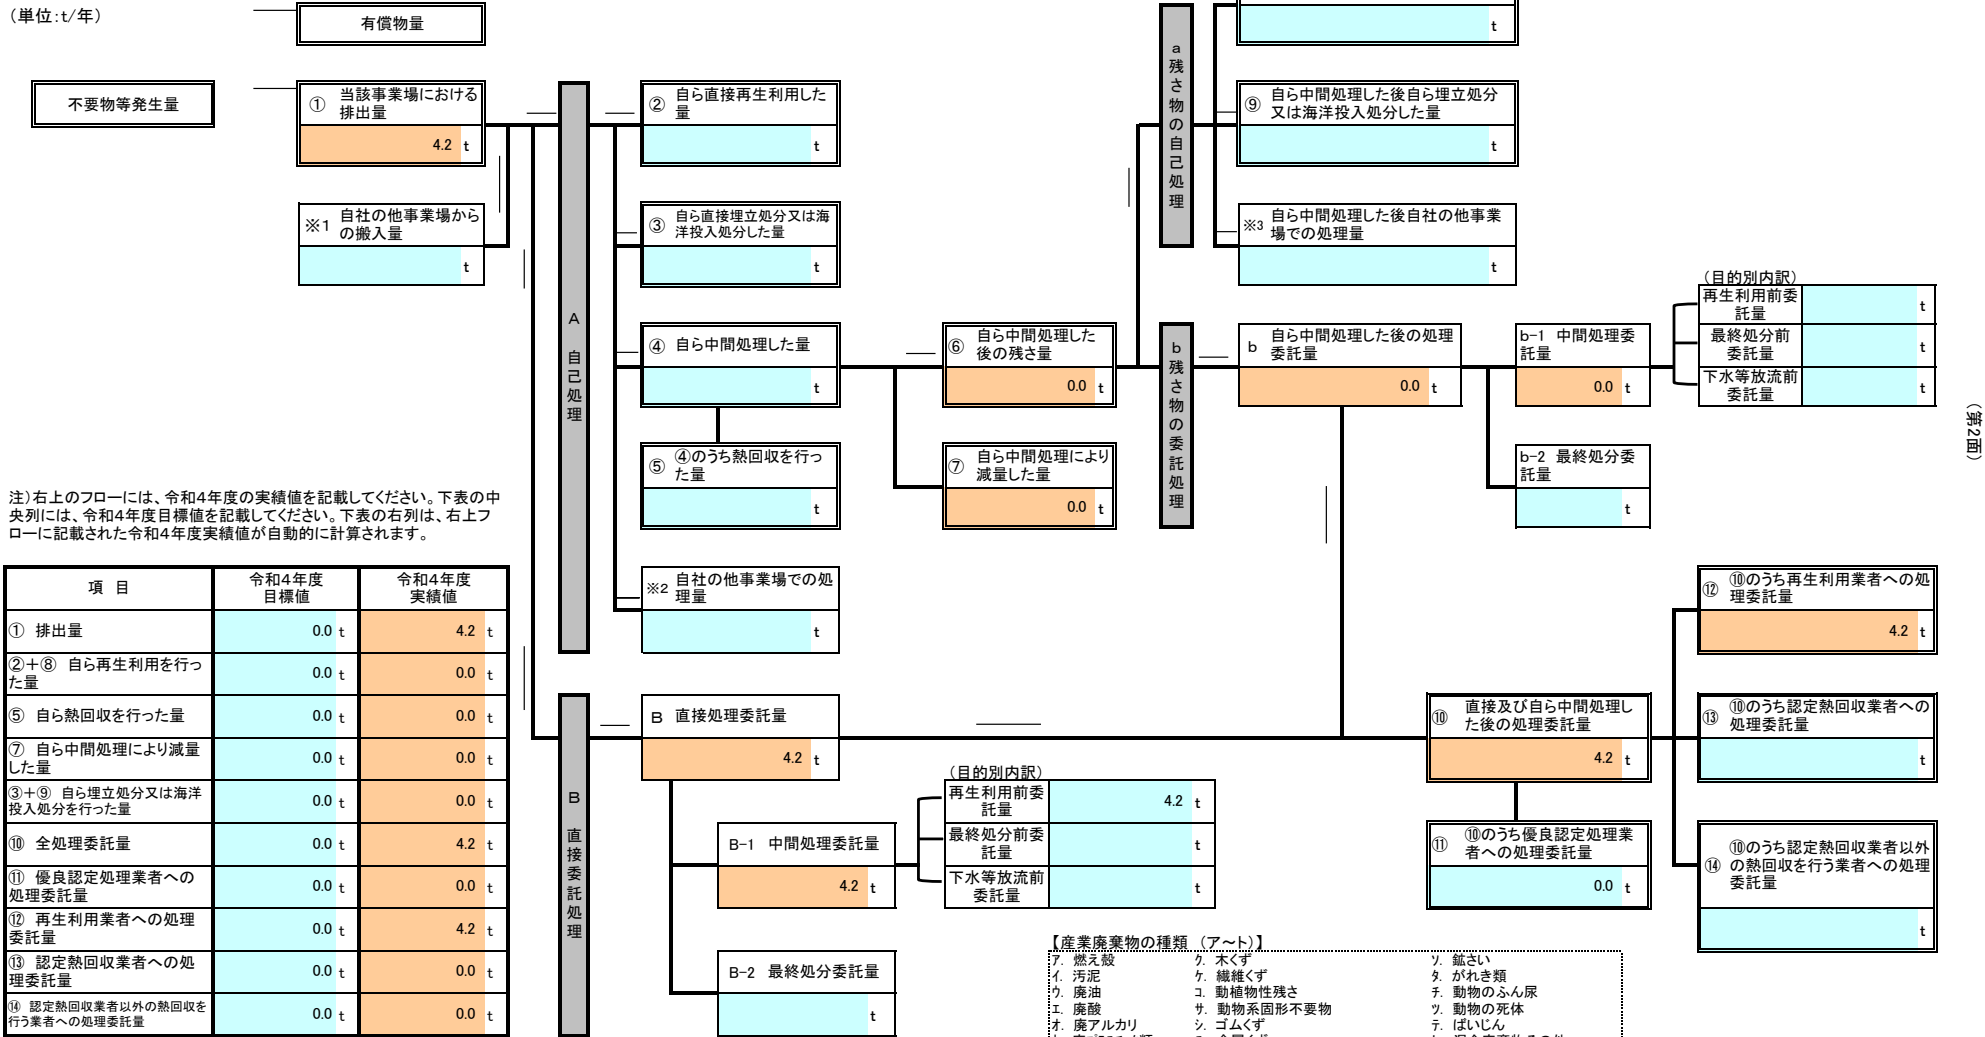 (単位:t/年)
有償物量
t
不要物等発生量
① 当該事業場における
排出量
4.2 t
② 自ら直接再生利用した
量
t
a 残さ物の自己処理
⑨ 自ら中間処理した後自ら埋立処分
又は海洋投入処分した量
t
※1 自社の他事業場から
の搬入量
t
③ 自ら直接埋立処分又は海
洋投入処分した量
t
※3 自ら中間処理した後自社の他事業
場での処理量
t
A 自己処理
④ 自ら中間処理した量
t
⑥ 自ら中間処理した
後の残さ量
0.0 t
b 残さ物の委託処理
b 自ら中間処理した後の処理
委託量
0.0 t
b-1 中間処理委
託量
0.0 t
(目的別内訳)
再生利用前委
託量
t
最終処分前
委託量
t
下水等放流前
委託量
t
(第2面)
⑤ ④のうち熱回収を行っ
た量
t
⑦ 自ら中間処理により
減量した量
0.0 t
b-2 最終処分委
託量
t
注)右上のフローには、令和4年度の実績値を記載してください。下表の中
央列には、令和4年度目標値を記載してください。下表の右列は、右上フ
ローに記載された令和4年度実績値が自動的に計算されます。
※2 自社の他事業場での処
理量
t
項 目
令和4年度
目標値
令和4年度
実績値
① 排出量 0.0 t 4.2 t
②+⑧ 自ら再生利用を行っ
た量 0.0 t 0.0 t
⑤ 自ら熱回収を行った量 0.0 t 0.0 t
⑦ 自ら中間処理により減量
した量 0.0 t 0.0 t
③+⑨ 自ら埋立処分又は海洋
投入処分を行った量 0.0 t 0.0 t
⑩ 全処理委託量 0.0 t 4.2 t
⑪ 優良認定処理業者への
処理委託量 0.0 t 0.0 t
⑫ 再生利用業者への処理
委託量 0.0 t 4.2 t
⑬ 認定熱回収業者への処
理委託量 0.0 t 0.0 t
⑭ 認定熱回収業者以外の熱回収を
行う業者への処理委託量 0.0 t 0.0 t
B 直接委託処理
B 直接処理委託量
4.2 t
B-1 中間処理委託量
4.2 t
B-2 最終処分委託量
t
(目的別内訳)
再生利用前委
託量
4.2 t
最終処分前委
託量
t
下水等放流前
委託量
t
⑩ 直接及び自ら中間処理し
た後の処理委託量
4.2 t
⑪ ⑩のうち優良認定処理業
者への処理委託量
0.0 t
⑫ ⑩のうち再生利用業者への処
理委託量
4.2 t
⑬ ⑩のうち認定熱回収業者への
処理委託量
t
⑭ ⑩のうち認定熱回収業者以外
の熱回収を行う業者への処理
委託量
t
【産業廃棄物の種類 (ア~ト)】
ア. 燃え殻 ク. 木くず ソ. 鉱さい
イ. 汚泥 ケ. 繊維くず タ. がれき類
ウ. 廃油 コ. 動植物性残さ チ. 動物のふん尿
エ. 廃酸 サ. 動物系固形不要物 ツ. 動物の死体
オ. 廃アルカリ シ. ゴムくず テ. ばいじん